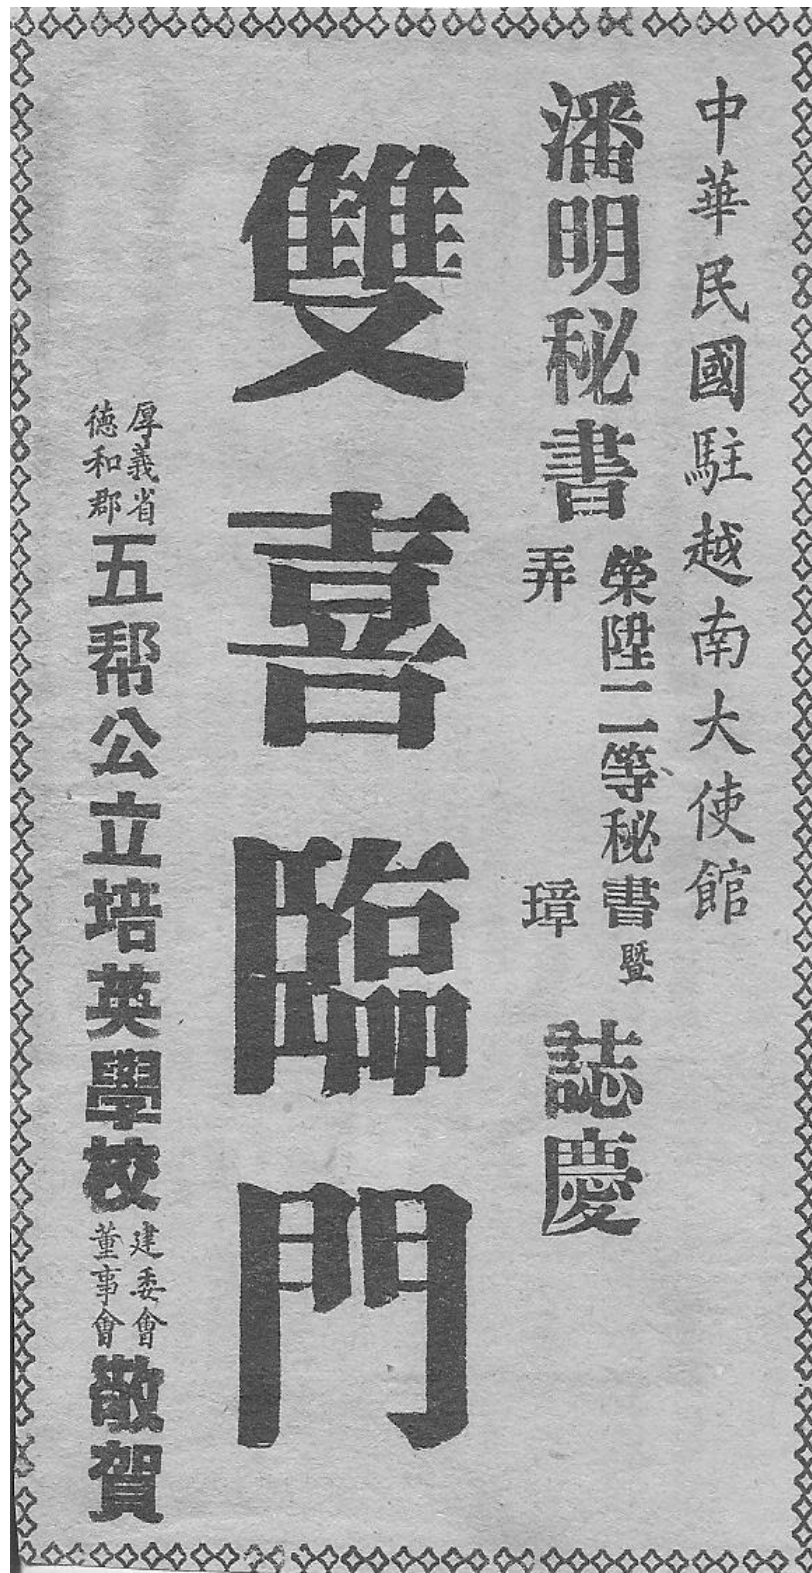 中華民國駐越南大使館
潘明秘書
榮陞二等秘書暨
弄璋
誌慶
雙喜臨門
厚義省
德和郡
五帮公立培英學校
建委會
董事會
敬賀